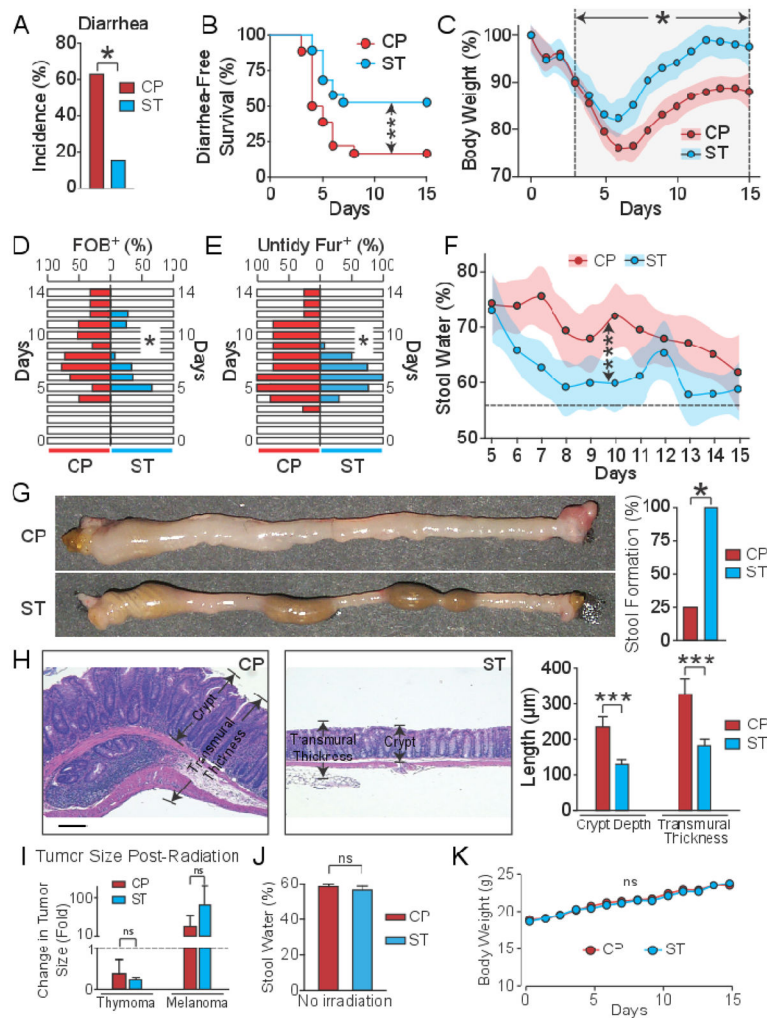 A
Diarrhea
*
Incidence (%)
80
60
40
20
0
CP
ST
B
Diarrhea-Free
Survival (%)
100
75
50
25
0
0 5 10 15
Days
CP
ST
****
C
Body Weight (%)
100
90
80
70
0 5 10 15
Days
*
CP
ST
D
FOB+ (%)
100 50 0 50 100
14
10
5
0
Days
*
14
10
5
0
Days
CP ST
E
Untidy Fur+ (%)
100 50 0 50 100
14
10
5
0
Days
*
14
10
5
0
Days
CP ST
F
CP ST
Stool Water (%)
80
70
60
50
5 6 7 8 9 10 11 12 13 14 15
Days
****
G
CP
ST
Stool Formation (%)
100
75
50
25
0
*
CP
ST
H
CP
Crypt
Transmural
Thickness
ST
Transmural
Thickness
Crypt
Length (µm)
400
300
200
100
0
***
***
CP
ST
Crypt Depth
Transmural
Thickness
I
Tumor Size Post-Radiation
Change in Tumor
Size (Fold)
100
10
1
0
CP
ST
ns
ns
Thymoma Melanoma
J
Stool Water (%)
60
40
20
0
ns
CP
ST
No irradiation
K
Body Weight (g)
25
20
15
10
0 5 10 15
Days
ns
CP ST